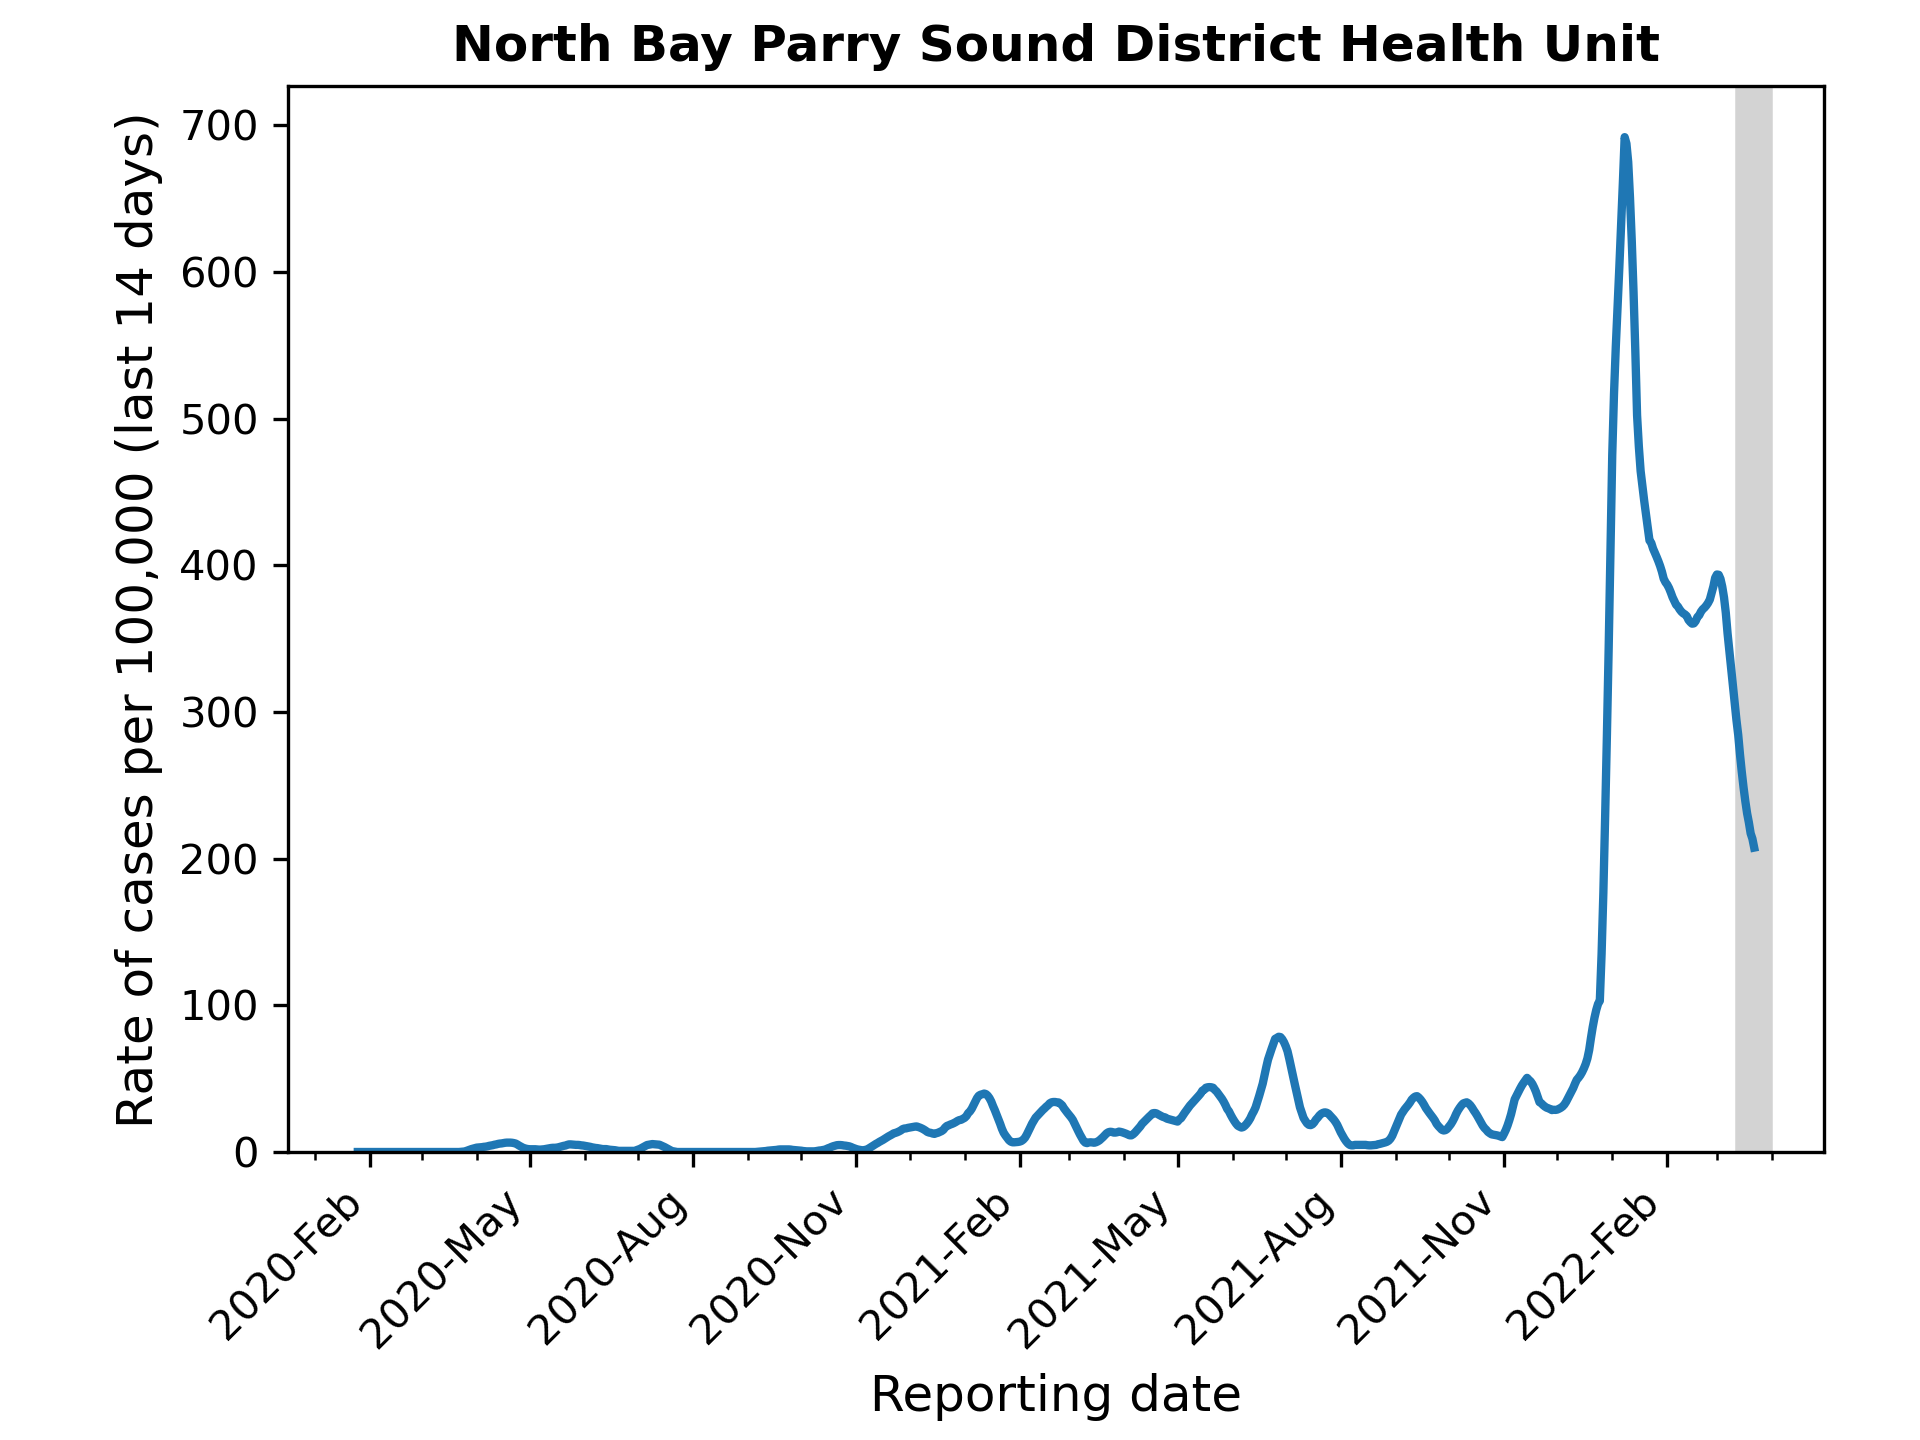 North Bay Parry Sound District Health Unit
Rate of cases per 100,000 (last 14 days)
700
600
500
400
300
200
100
0
2020-Feb
2020-May
2020-Aug
2020-Nov
2021-Feb
2021-May
2021-Aug
2021-Nov
2022-Feb
Reporting date